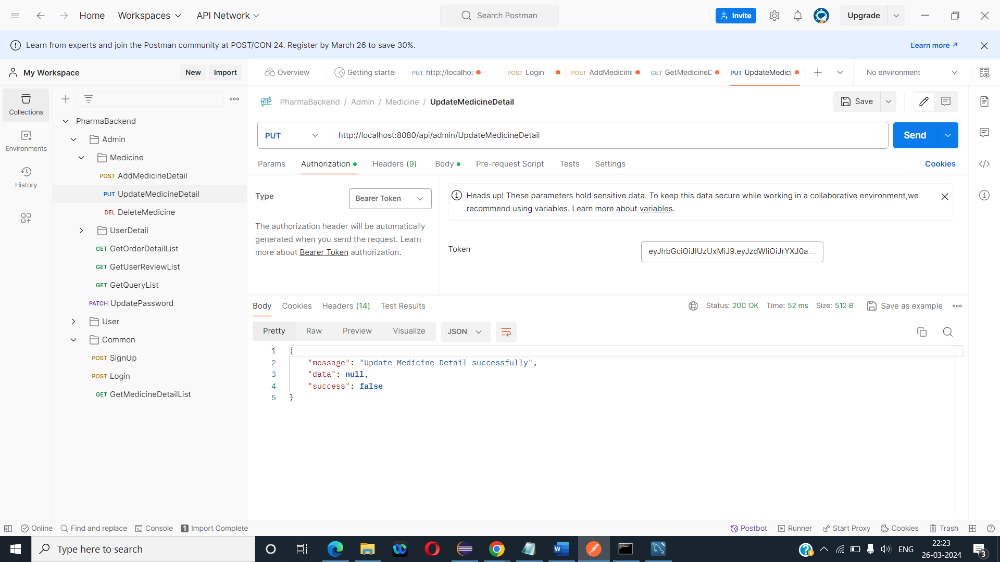 Home Workspaces API Network Search Postman Invite Upgrade
Learn from experts and join the Postman community at POST/CON 24. Register by March 26 to save 30%. Learn more
My Workspace New Import Overview Getting starte PUT http://localhos POST Login POST AddMedicine GET GetMedicineD PUT UpdateMedici No environment
Collections
Environments
History
PharmaBackend
Admin
Medicine
POST AddMedicineDetail
PUT UpdateMedicineDetail
DEL DeleteMedicine
UserDetail
GET GetOrderDetailList
GET GetUserReviewList
GET GetQueryList
PATCH UpdatePassword
User
Common
POST SignUp
POST Login
GET GetMedicineDetailList
HTTP PharmaBackend / Admin / Medicine / UpdateMedicineDetail Save
PUT http://localhost:8080/api/admin/UpdateMedicineDetail Send
Params Authorization Headers (9) Body Pre-request Script Tests Settings Cookies
Type Bearer Token
The authorization header will be automatically
generated when you send the request. Learn
more about Bearer Token authorization.
Heads up! These parameters hold sensitive data. To keep this data secure while working in a collaborative environment,we
recommend using variables. Learn more about variables.
Token eyJhbGciOiJIUzUxMiJ9.eyJzdWIiOiJrYXJ0a ...
Body Cookies Headers (14) Test Results Status: 200 OK Time: 52 ms Size: 512 B Save as example
Pretty Raw Preview Visualize JSON
1 {
2 "message": "Update Medicine Detail successfully",
3 "data": null,
4 "success": false
5 }
Online Find and replace Console 1 Import Complete Postbot Runner Start Proxy Cookies Trash
Type here to search ENG 22:23
26-03-2024 3